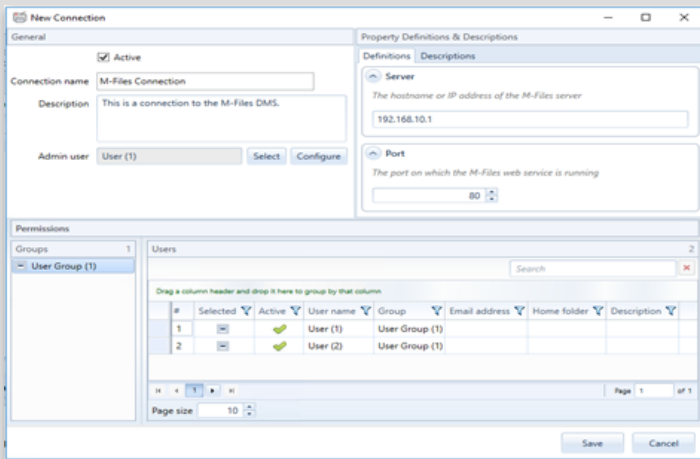 New Connection
General
Active
Connection name M-Files Connection
Description This is a connection to the M-Files DMS.
Admin user User (1) Select Configure
Property Definitions & Descriptions
Definitions Descriptions
Server
The hostname or IP address of the M-Files server
192.168.10.1
Port
The port on which the M-Files web service is running
80
Permissions
Groups 1
User Group (1)
Users 2
Search
Drag a column header and drop it here to group by that column
# Selected Active User name Group Email address Home folder Description
1 User (1) User Group (1)
2 User (2) User Group (1)
1 Page 1 of 1
Page size 10
Save Cancel